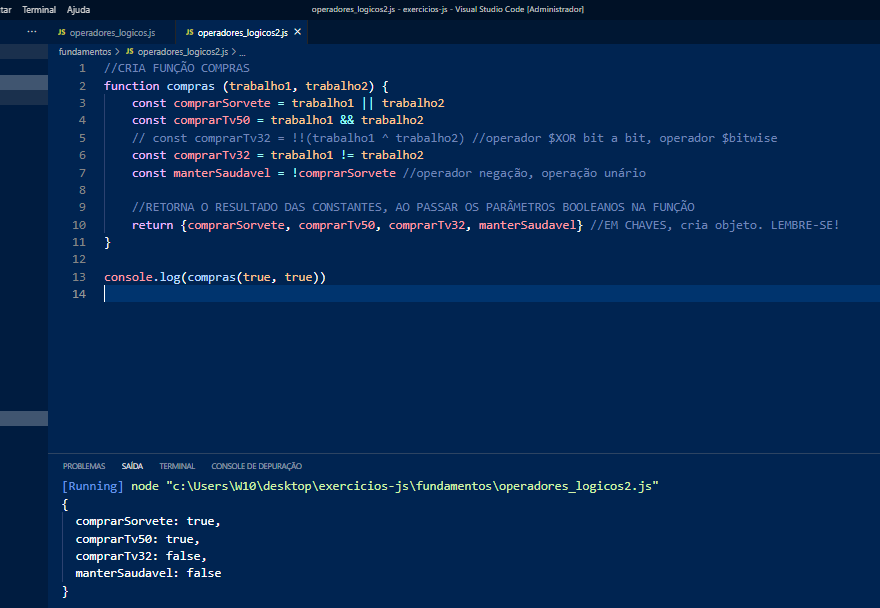 tar Terminal Ajuda operadores_logicos2.js - exercicios-js - Visual Studio Code [Administrador]
... JS operadores_logicos.js JS operadores_logicos2.js ×
fundamentos > JS operadores_logicos2.js > ...
1 //CRIA FUNÇÃO COMPRAS
2 function compras (trabalho1, trabalho2) {
3 const comprarSorvete = trabalho1 || trabalho2
4 const comprarTv50 = trabalho1 && trabalho2
5 // const comprarTv32 = !!(trabalho1 ^ trabalho2) //operador $XOR bit a bit, operador $bitwise
6 const comprarTv32 = trabalho1 != trabalho2
7 const manterSaudavel = !comprarSorvete //operador negação, operação unário
8
9 //RETORNA O RESULTADO DAS CONSTANTES, AO PASSAR OS PARÂMETROS BOOLEANOS NA FUNÇÃO
10 return {comprarSorvete, comprarTv50, comprarTv32, manterSaudavel} //EM CHAVES, cria objeto. LEMBRE-SE!
11 }
12
13 console.log(compras(true, true))
14
PROBLEMAS SAÍDA TERMINAL CONSOLE DE DEPURAÇÃO
[Running] node "c:\Users\W10\desktop\exercicios-js\fundamentos\operadores_logicos2.js"
{
comprarSorvete: true,
comprarTv50: true,
comprarTv32: false,
manterSaudavel: false
}